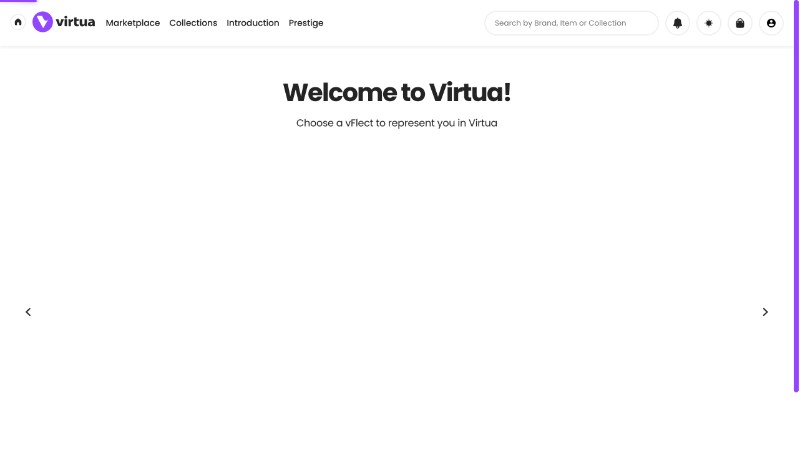 virtua Marketplace Collections Introduction Prestige Search by Brand, Item or Collection
Welcome to Virtua!
Choose a vFlect to represent you in Virtua